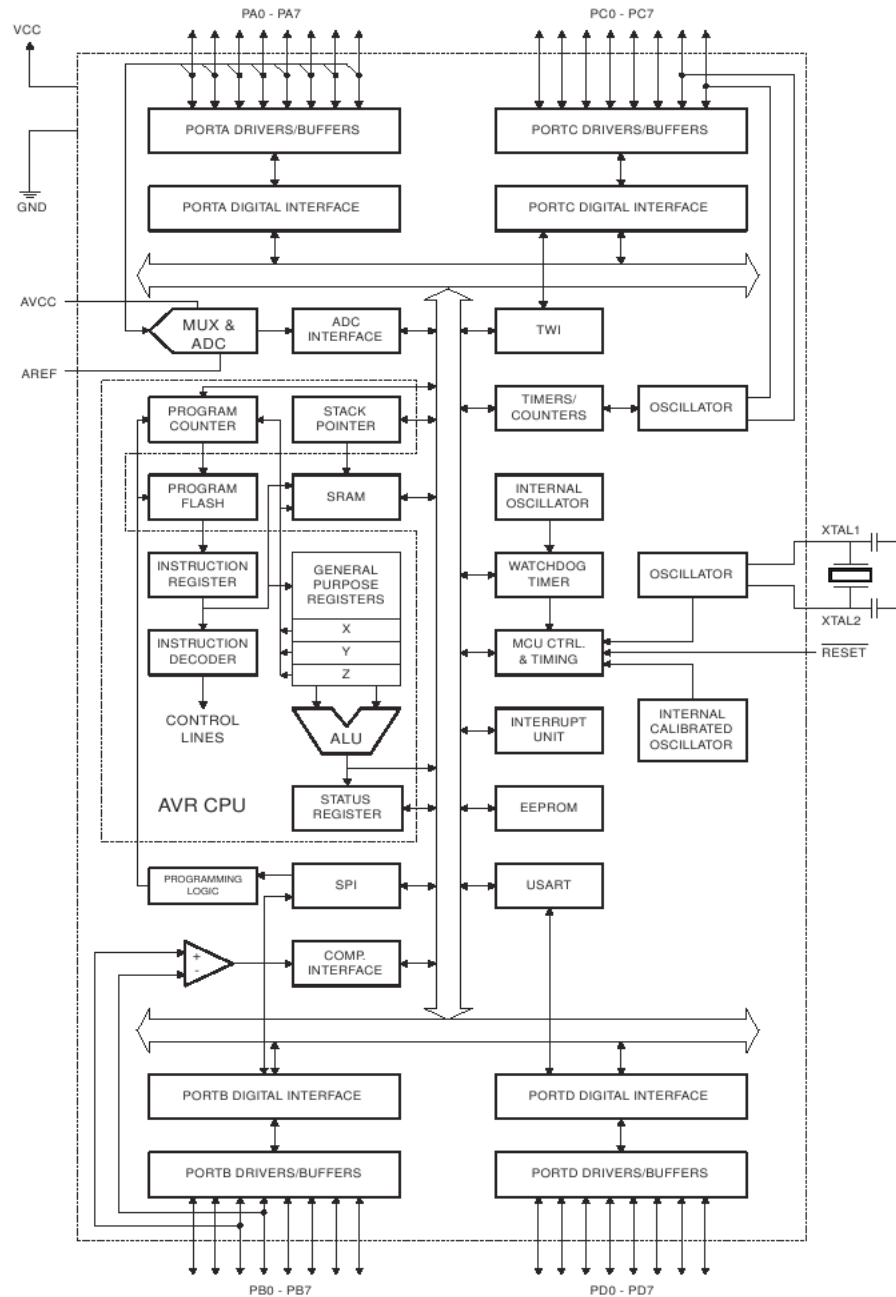 PA0 - PA7
PC0 - PC7
VCC
PORTA DRIVERS/BUFFERS
PORTC DRIVERS/BUFFERS
GND
PORTA DIGITAL INTERFACE
PORTC DIGITAL INTERFACE
AVCC
MUX &
ADC
ADC
INTERFACE
TWI
AREF
PROGRAM
COUNTER
STACK
POINTER
TIMERS/
COUNTERS
OSCILLATOR
PROGRAM
FLASH
SRAM
INTERNAL
OSCILLATOR
XTAL1
INSTRUCTION
REGISTER
GENERAL
PURPOSE
REGISTERS
WATCHDOG
TIMER
OSCILLATOR
XTAL2
X
INSTRUCTION
DECODER
Y
MCU CTRL.
& TIMING
RESET
Z
CONTROL
LINES
ALU
INTERRUPT
UNIT
INTERNAL
CALIBRATED
OSCILLATOR
AVR CPU
STATUS
REGISTER
EEPROM
PROGRAMMING
LOGIC
SPI
USART
+
-
COMP.
INTERFACE
PORTB DIGITAL INTERFACE
PORTD DIGITAL INTERFACE
PORTB DRIVERS/BUFFERS
PORTD DRIVERS/BUFFERS
PB0 - PB7
PD0 - PD7